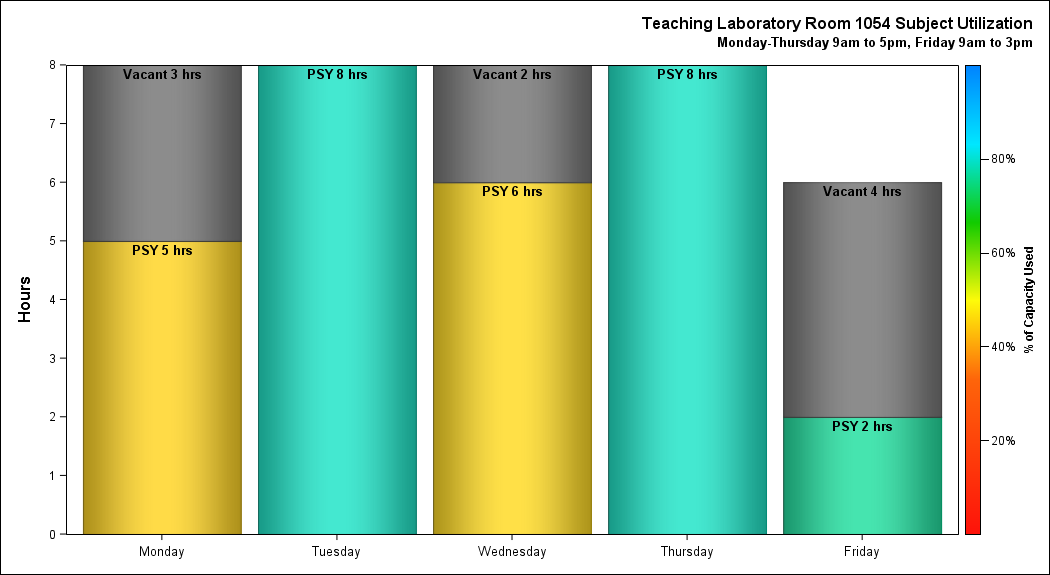 Teaching Laboratory Room 1054 Subject Utilization
Monday-Thursday 9am to 5pm, Friday 9am to 3pm
Hours
8
7
6
5
4
3
2
1
0
Vacant 3 hrs
PSY 5 hrs
PSY 8 hrs
Vacant 2 hrs
PSY 6 hrs
PSY 8 hrs
Vacant 4 hrs
PSY 2 hrs
Monday
Tuesday
Wednesday
Thursday
Friday
80%
60%
40%
20%
% of Capacity Used